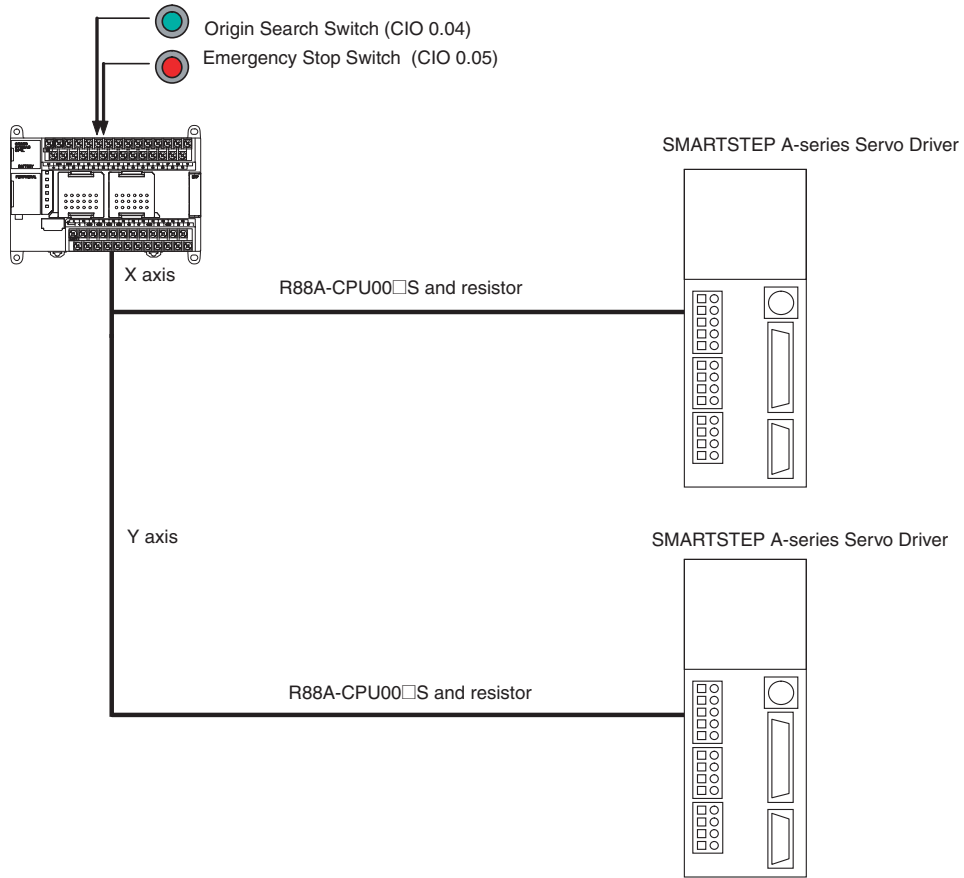 Origin Search Switch (CIO 0.04)
Emergency Stop Switch (CIO 0.05)
SMARTSTEP A-series Servo Driver
X axis
R88A-CPU00□S and resistor
Y axis
SMARTSTEP A-series Servo Driver
R88A-CPU00□S and resistor